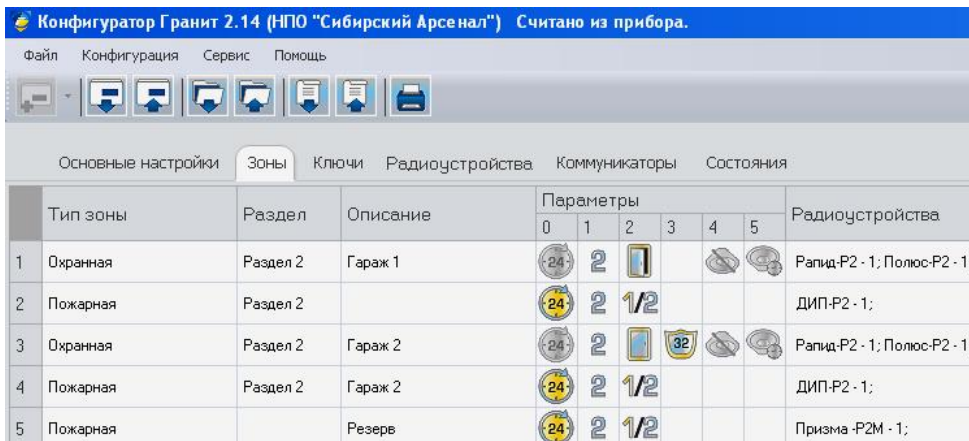 Конфигуратор Гранит 2.14 (НПО "Сибирский Арсенал") Считано из прибора.
Файл Конфигурация Сервис Помощь
Основные настройки Зоны Ключи Радиоустройства Коммуникаторы Состояния
Тип зоны Раздел Описание Параметры Радиоустройства
0 1 2 3 4 5
1 Охранная Раздел 2 Гараж 1 24 2 Рапид-Р2 - 1; Полюс-Р2 - 1
2 Пожарная Раздел 2 24 2 1/2 ДИП-Р2 - 1;
3 Охранная Раздел 2 Гараж 2 24 2 32 Рапид-Р2 - 1; Полюс-Р2 - 1
4 Пожарная Раздел 2 Гараж 2 24 2 1/2 ДИП-Р2 - 1;
5 Пожарная Резерв 24 2 1/2 Призма -Р2М - 1;